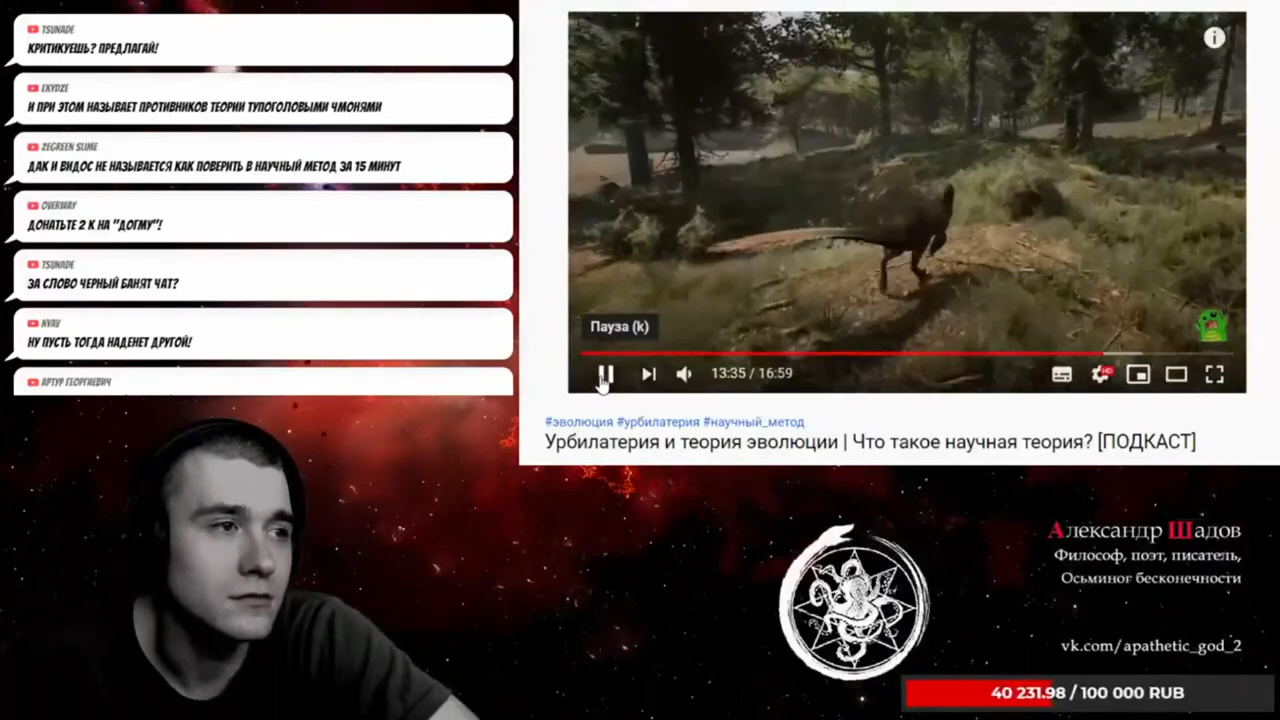 TSUNADE
КРИТИКУЕШЬ? ПРЕДЛАГАЙ!
EKYDZE
И ПРИ ЭТОМ НАЗЫВАЕТ ПРОТИВНИКОВ ТЕОРИИ ТУПОГОЛОВЫМИ ЧМОНЯМИ
ZEGREEN SLIME
ДАК И ВИДОС НЕ НАЗЫВАЕТСЯ КАК ПОВЕРИТЬ В НАУЧНЫЙ МЕТОД ЗА 15 МИНУТ
OVERWAY
ДОНАТЬТЕ 2 К НА "ДОГМУ"!
TSUNADE
ЗА СЛОВО ЧЕРНЫЙ БАНЯТ ЧАТ?
NYAV
НУ ПУСТЬ ТОГДА НАДЕНЕТ ДРУГОЙ!
АРТУР ГЕОРГИЕВИЧ
Пауза (k)
13:35 / 16:59
HD
#эволюция #урбилатерия #научный_метод
Урбилатерия и теория эволюции | Что такое научная теория? [ПОДКАСТ]
Александр Шадов
Философ, поэт, писатель,
Осьминог бесконечности
vk.com/apathetic_god_2
40 231.98 / 100 000 RUB